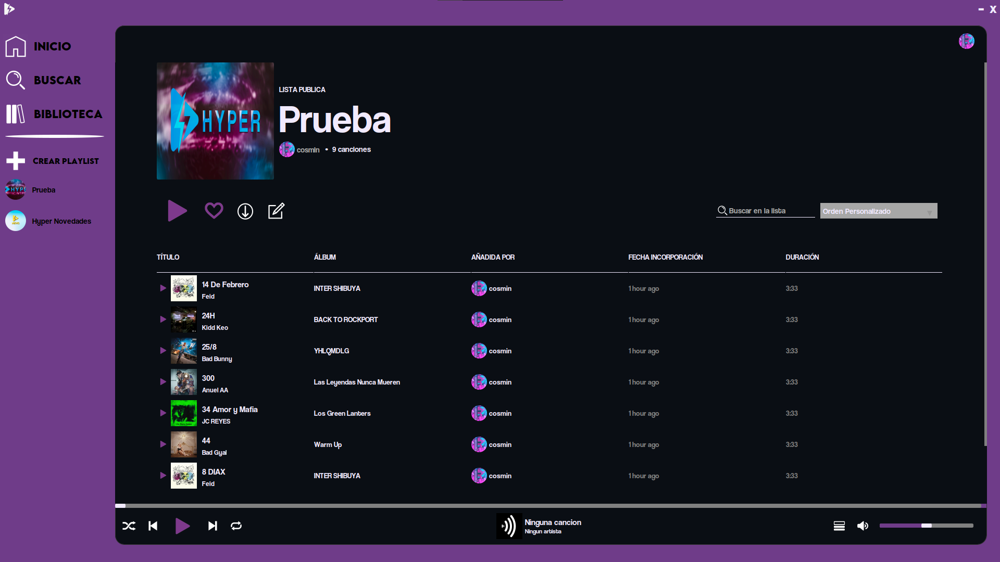 X
INICIO
BUSCAR
BIBLIOTECA
CREAR PLAYLIST
HYPE
Prueba
NEWS
Hyper Novedades
HYPER
LISTA PUBLICA
Prueba
cosmin • 9 canciones
Buscar en la lista
Orden Personalizado
TÍTULO ÁLBUM AÑADIDA POR FECHA INCORPORACIÓN DURACIÓN
14 De Febrero
Feid
INTER SHIBUYA cosmin 1 hour ago 3:33
24H
Kidd Keo
BACK TO ROCKPORT cosmin 1 hour ago 3:33
25/8
Bad Bunny
YHLQMDLG cosmin 1 hour ago 3:33
300
Anuel AA
Las Leyendas Nunca Mueren cosmin 1 hour ago 3:33
34 Amor y Mafia
JC REYES
Los Green Lanters cosmin 1 hour ago 3:33
44
Bad Gyal
Warm Up cosmin 1 hour ago 3:33
8 DIAX
Feid
INTER SHIBUYA cosmin 1 hour ago 3:33
Ninguna cancion
Ningun artista